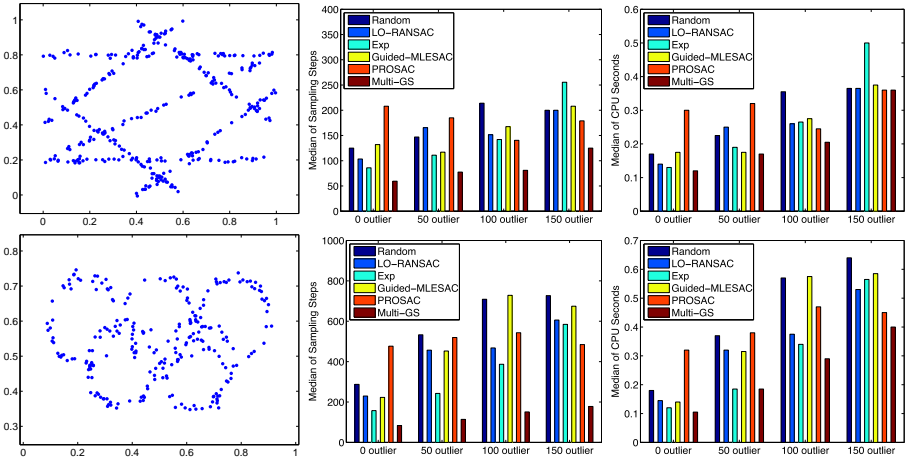 1
0.8
0.6
0.4
0.2
0
0 0.2 0.4 0.6 0.8 1
Median of Sampling Steps
400
350
300
250
200
150
100
50
0
Random
LO-RANSAC
Exp
Guided-MLESAC
PROSAC
Multi-GS
0 outlier 50 outlier 100 outlier 150 outlier
Median of CPU Seconds
0.6
0.5
0.4
0.3
0.2
0.1
0
Random
LO-RANSAC
Exp
Guided-MLESAC
PROSAC
Multi-GS
0 outlier 50 outlier 100 outlier 150 outlier
0.8
0.7
0.6
0.5
0.4
0.3
0 0.2 0.4 0.6 0.8 1
Median of Sampling Steps
1000
800
600
400
200
0
Random
LO-RANSAC
Exp
Guided-MLESAC
PROSAC
Multi-GS
0 outlier 50 outlier 100 outlier 150 outlier
Median of CPU Seconds
0.7
0.6
0.5
0.4
0.3
0.2
0.1
0
Random
LO-RANSAC
Exp
Guided-MLESAC
PROSAC
Multi-GS
0 outlier 50 outlier 100 outlier 150 outlier